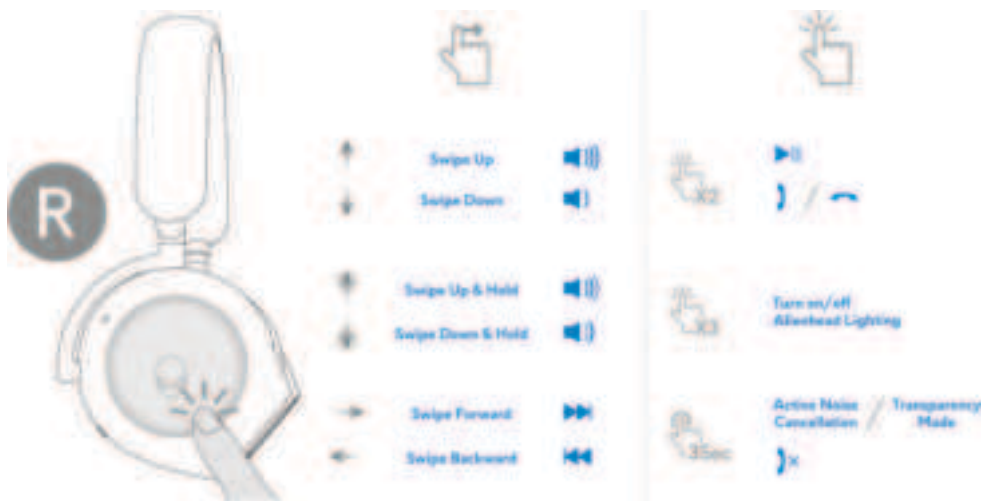 R
Swipe Up
Swipe Down
X2
Swipe Up & Hold
Swipe Down & Hold
X3
Turn on/off
Alienhead Lighting
Swipe Forward
Swipe Backward
Active Noise
Cancellation
/
Transparency
Mode